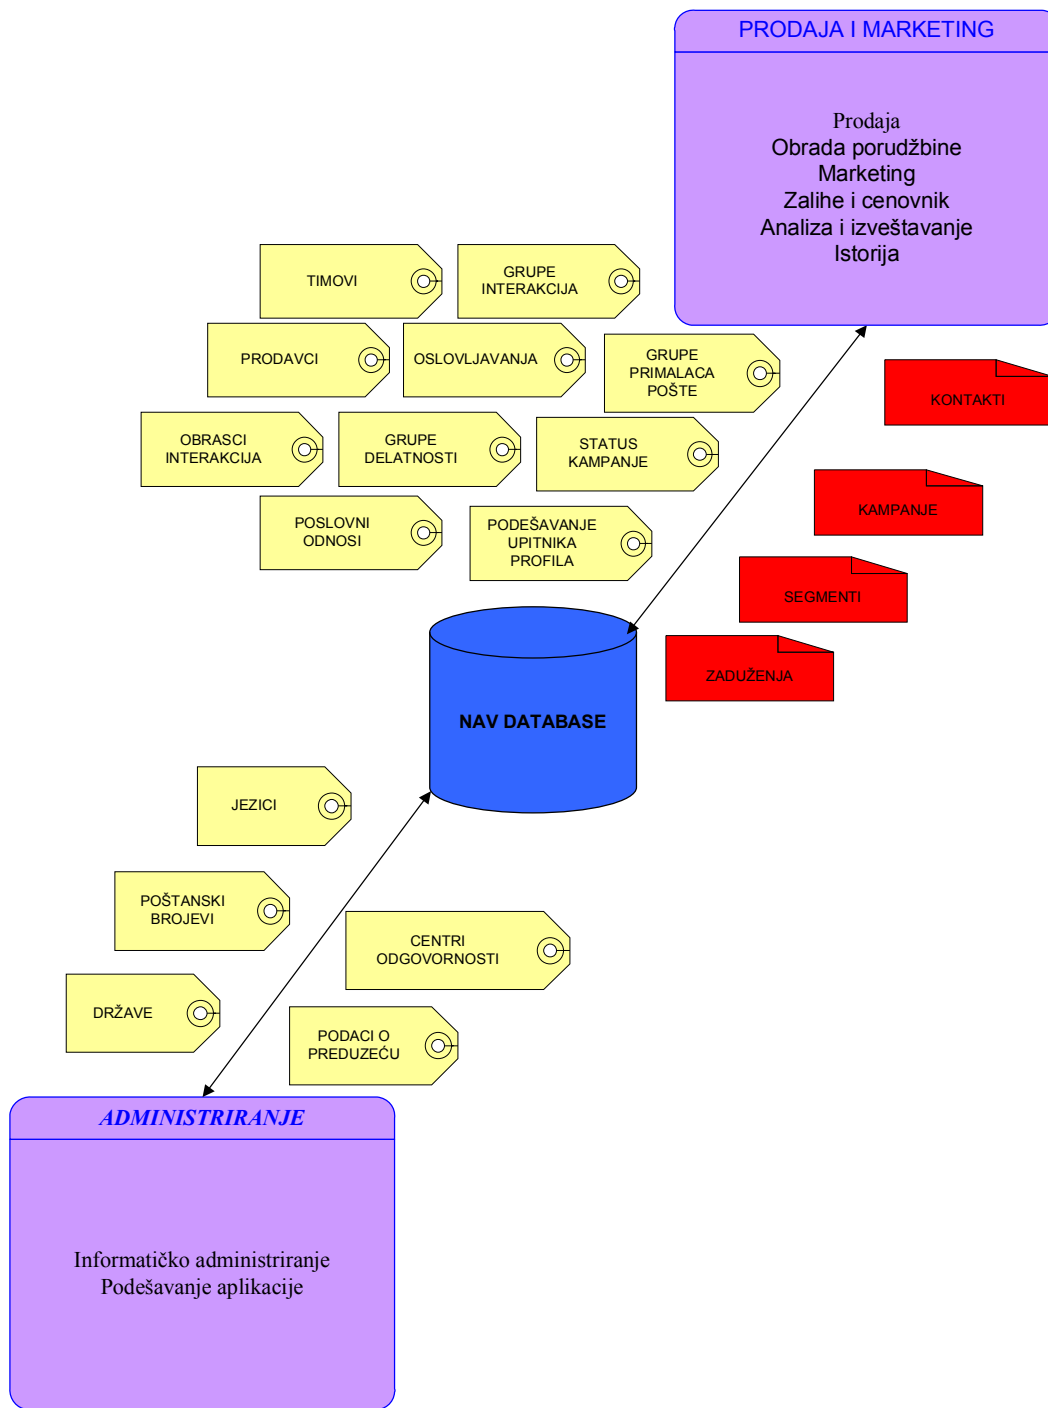 PRODAJA I MARKETING
Prodaja
Obrada porudžbine
Marketing
Zalihe i cenovnik
Analiza i izveštavanje
Istorija
TIMOVI
GRUPE
INTERAKCIJA
PRODAVCI
OSLOVLJAVANJA
GRUPE
PRIMALACA
POŠTE
KONTAKTI
OBRASCI
INTERAKCIJA
GRUPE
DELATNOSTI
STATUS
KAMPANJE
KAMPANJE
POSLOVNI
ODNOSI
PODEŠAVANJE
UPITNIKA
PROFILA
SEGMENTI
ZADUŽENJA
NAV DATABASE
JEZICI
POŠTANSKI
BROJEVI
CENTRI
ODGOVORNOSTI
DRŽAVE
PODACI O
PREDUZEĆU
ADMINISTRIRANJE
Informatičko administriranje
Podešavanje aplikacije